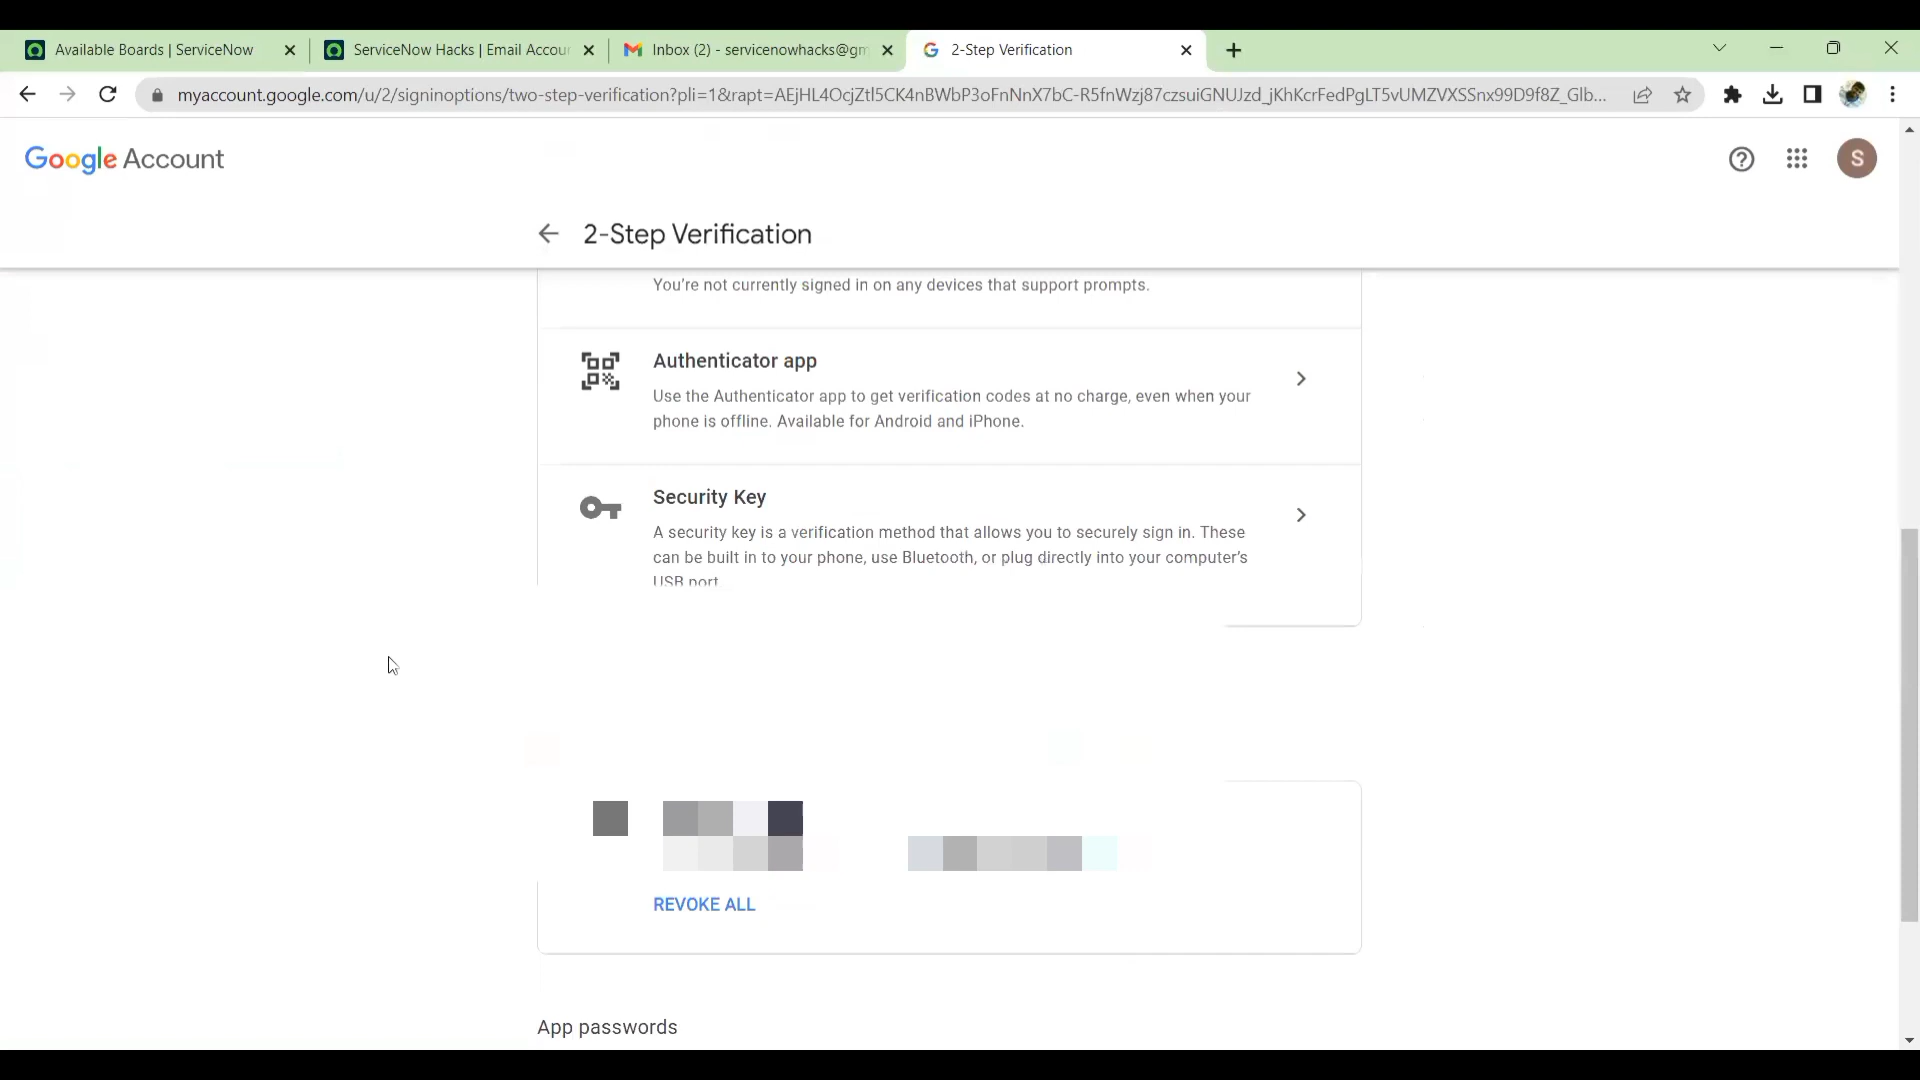 Available Boards | ServiceNow
ServiceNow Hacks | Email Accoun
Inbox (2) - servicenowhacks@gm
2-Step Verification
myaccount.google.com/u/2/signinoptions/two-step-verification?pli=1&rapt=AEjHL4OcjZtl5CK4nBWbP3oFnNnX7bC-R5fnWzj87czsuiGNUJzd_jKhKcrFedPgLT5vUMZVXSSnx99D9f8Z_Glb...
Google Account
S
2-Step Verification
You're not currently signed in on any devices that support prompts.
Authenticator app
Use the Authenticator app to get verification codes at no charge, even when your
phone is offline. Available for Android and iPhone.
Security Key
A security key is a verification method that allows you to securely sign in. These
can be built in to your phone, use Bluetooth, or plug directly into your computer's
USB port.
REVOKE ALL
App passwords